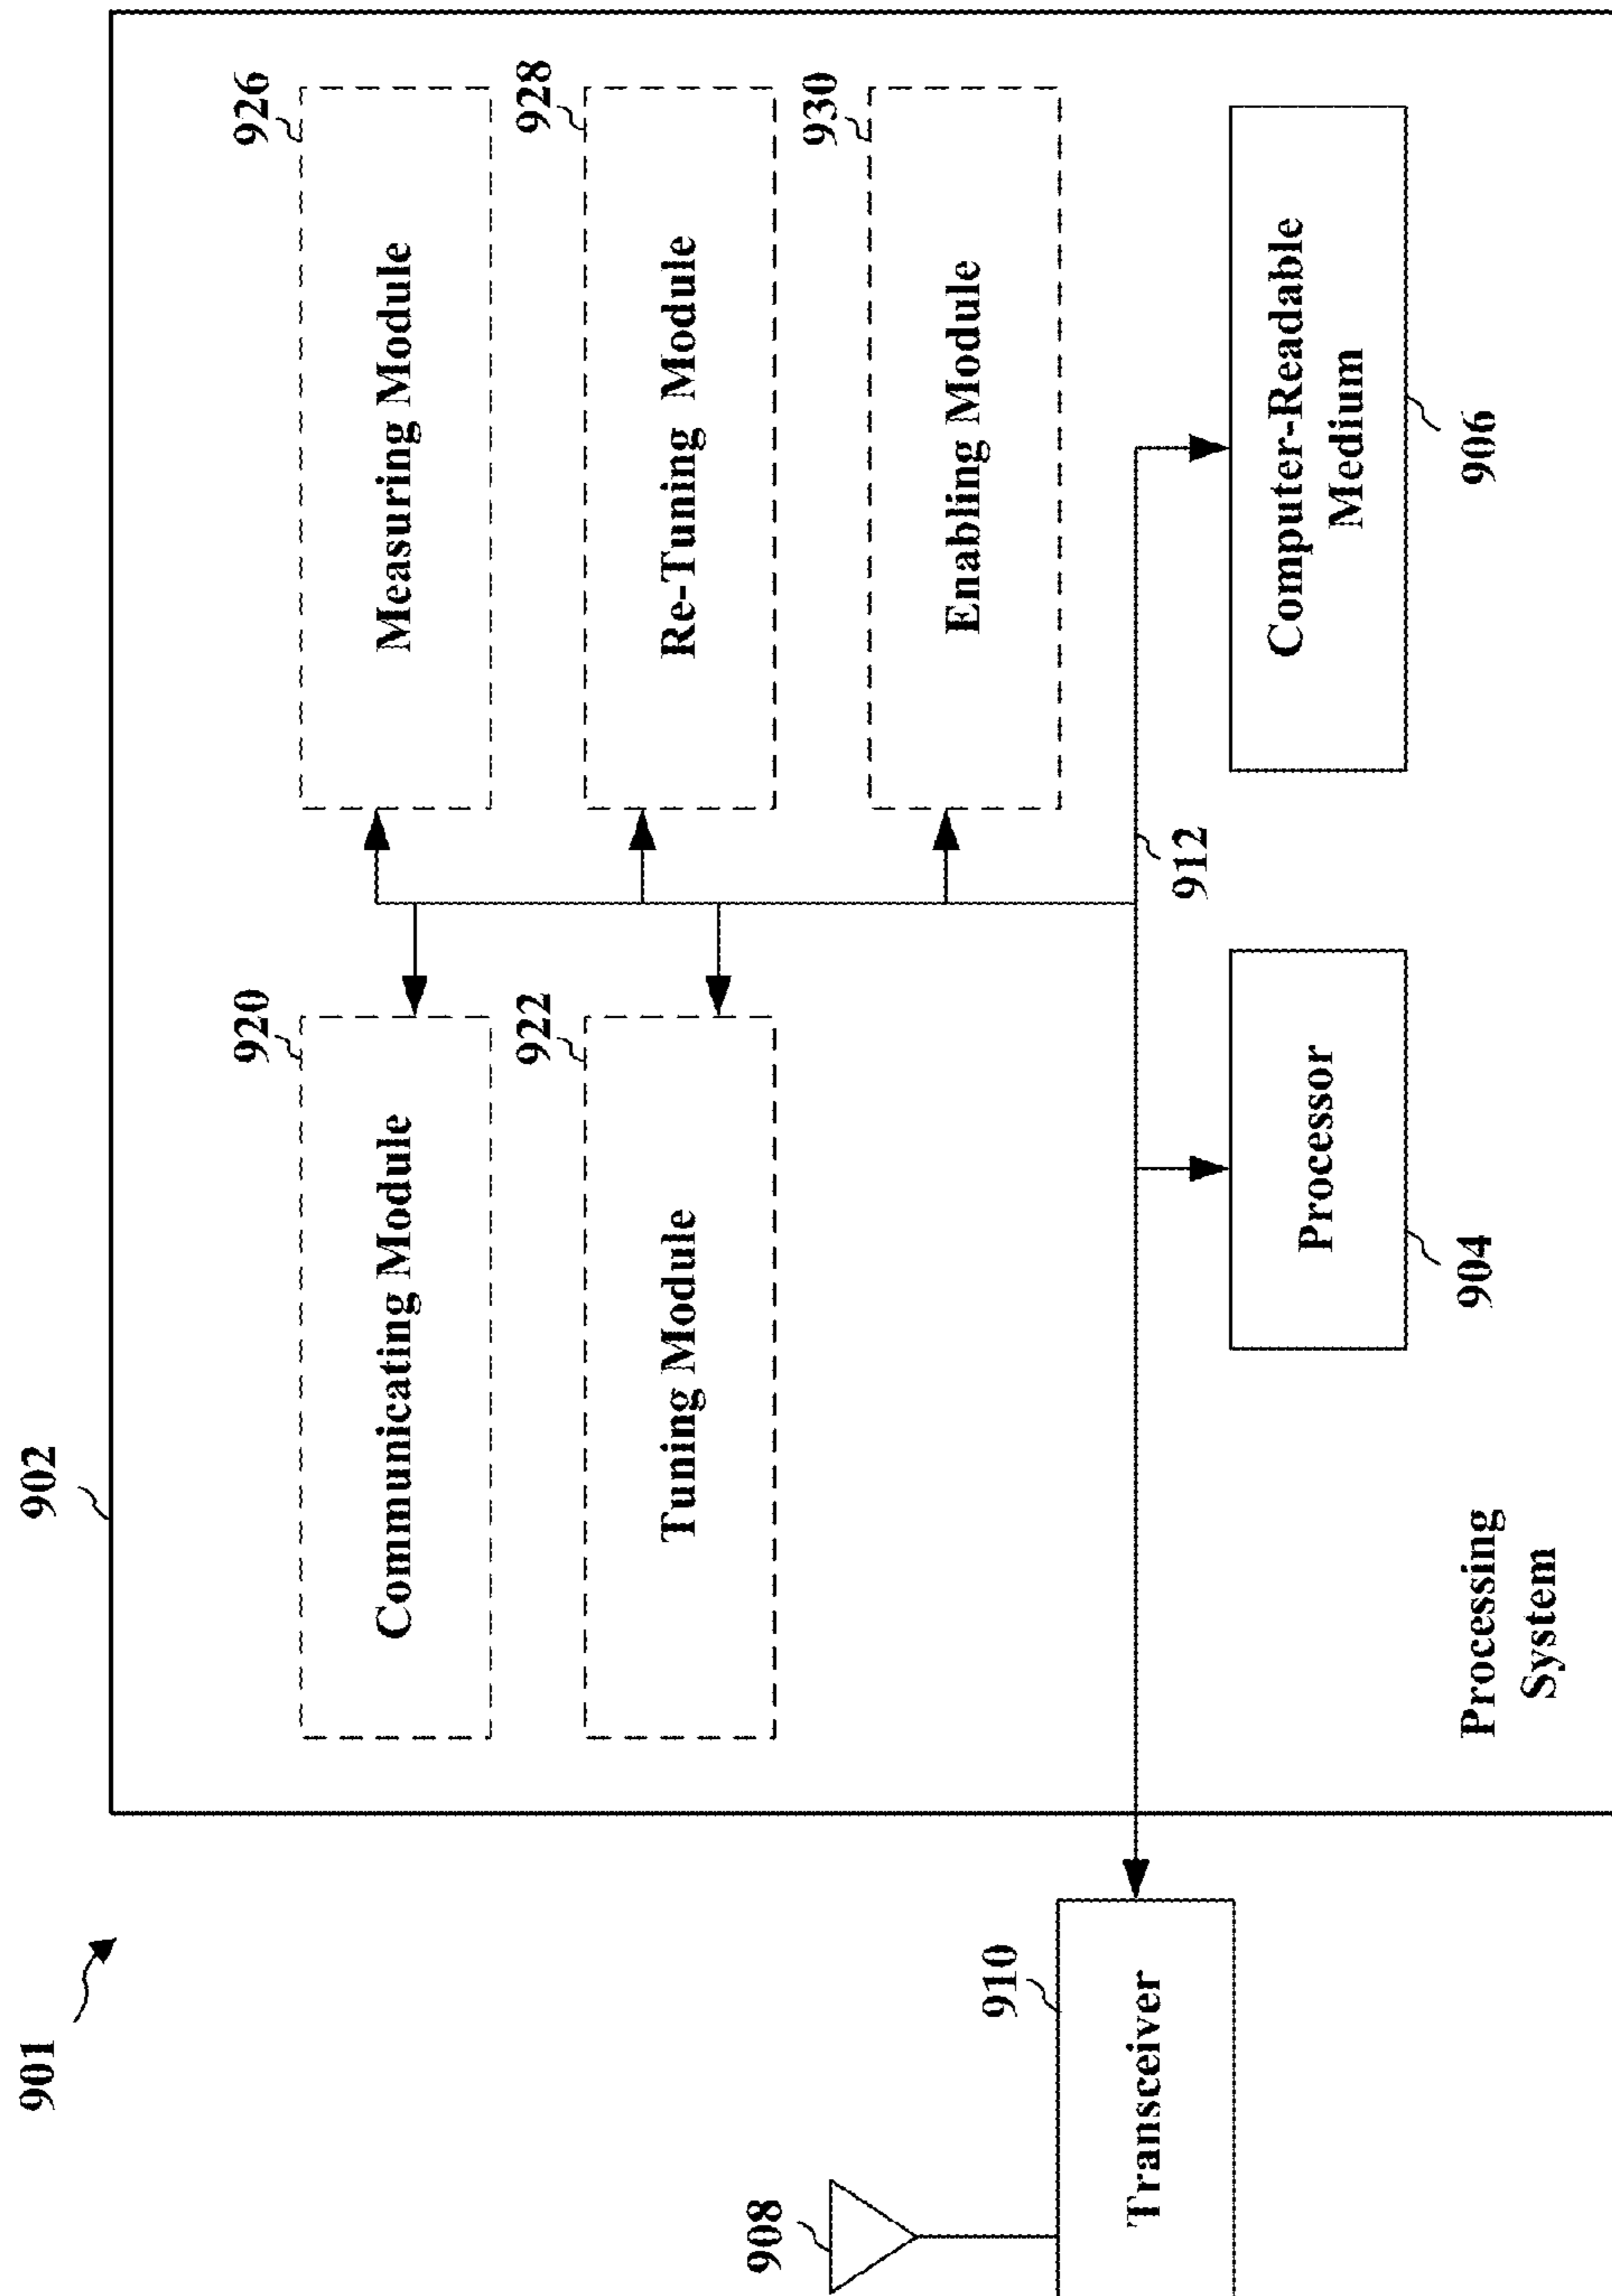 901
902
920
Communicating Module
926
Measuring Module
922
Tuning Module
928
Re-Tuning Module
930
Enabling Module
908
910
Transceiver
912
Processor
904
Computer-Readable
Medium
906
Processing
System